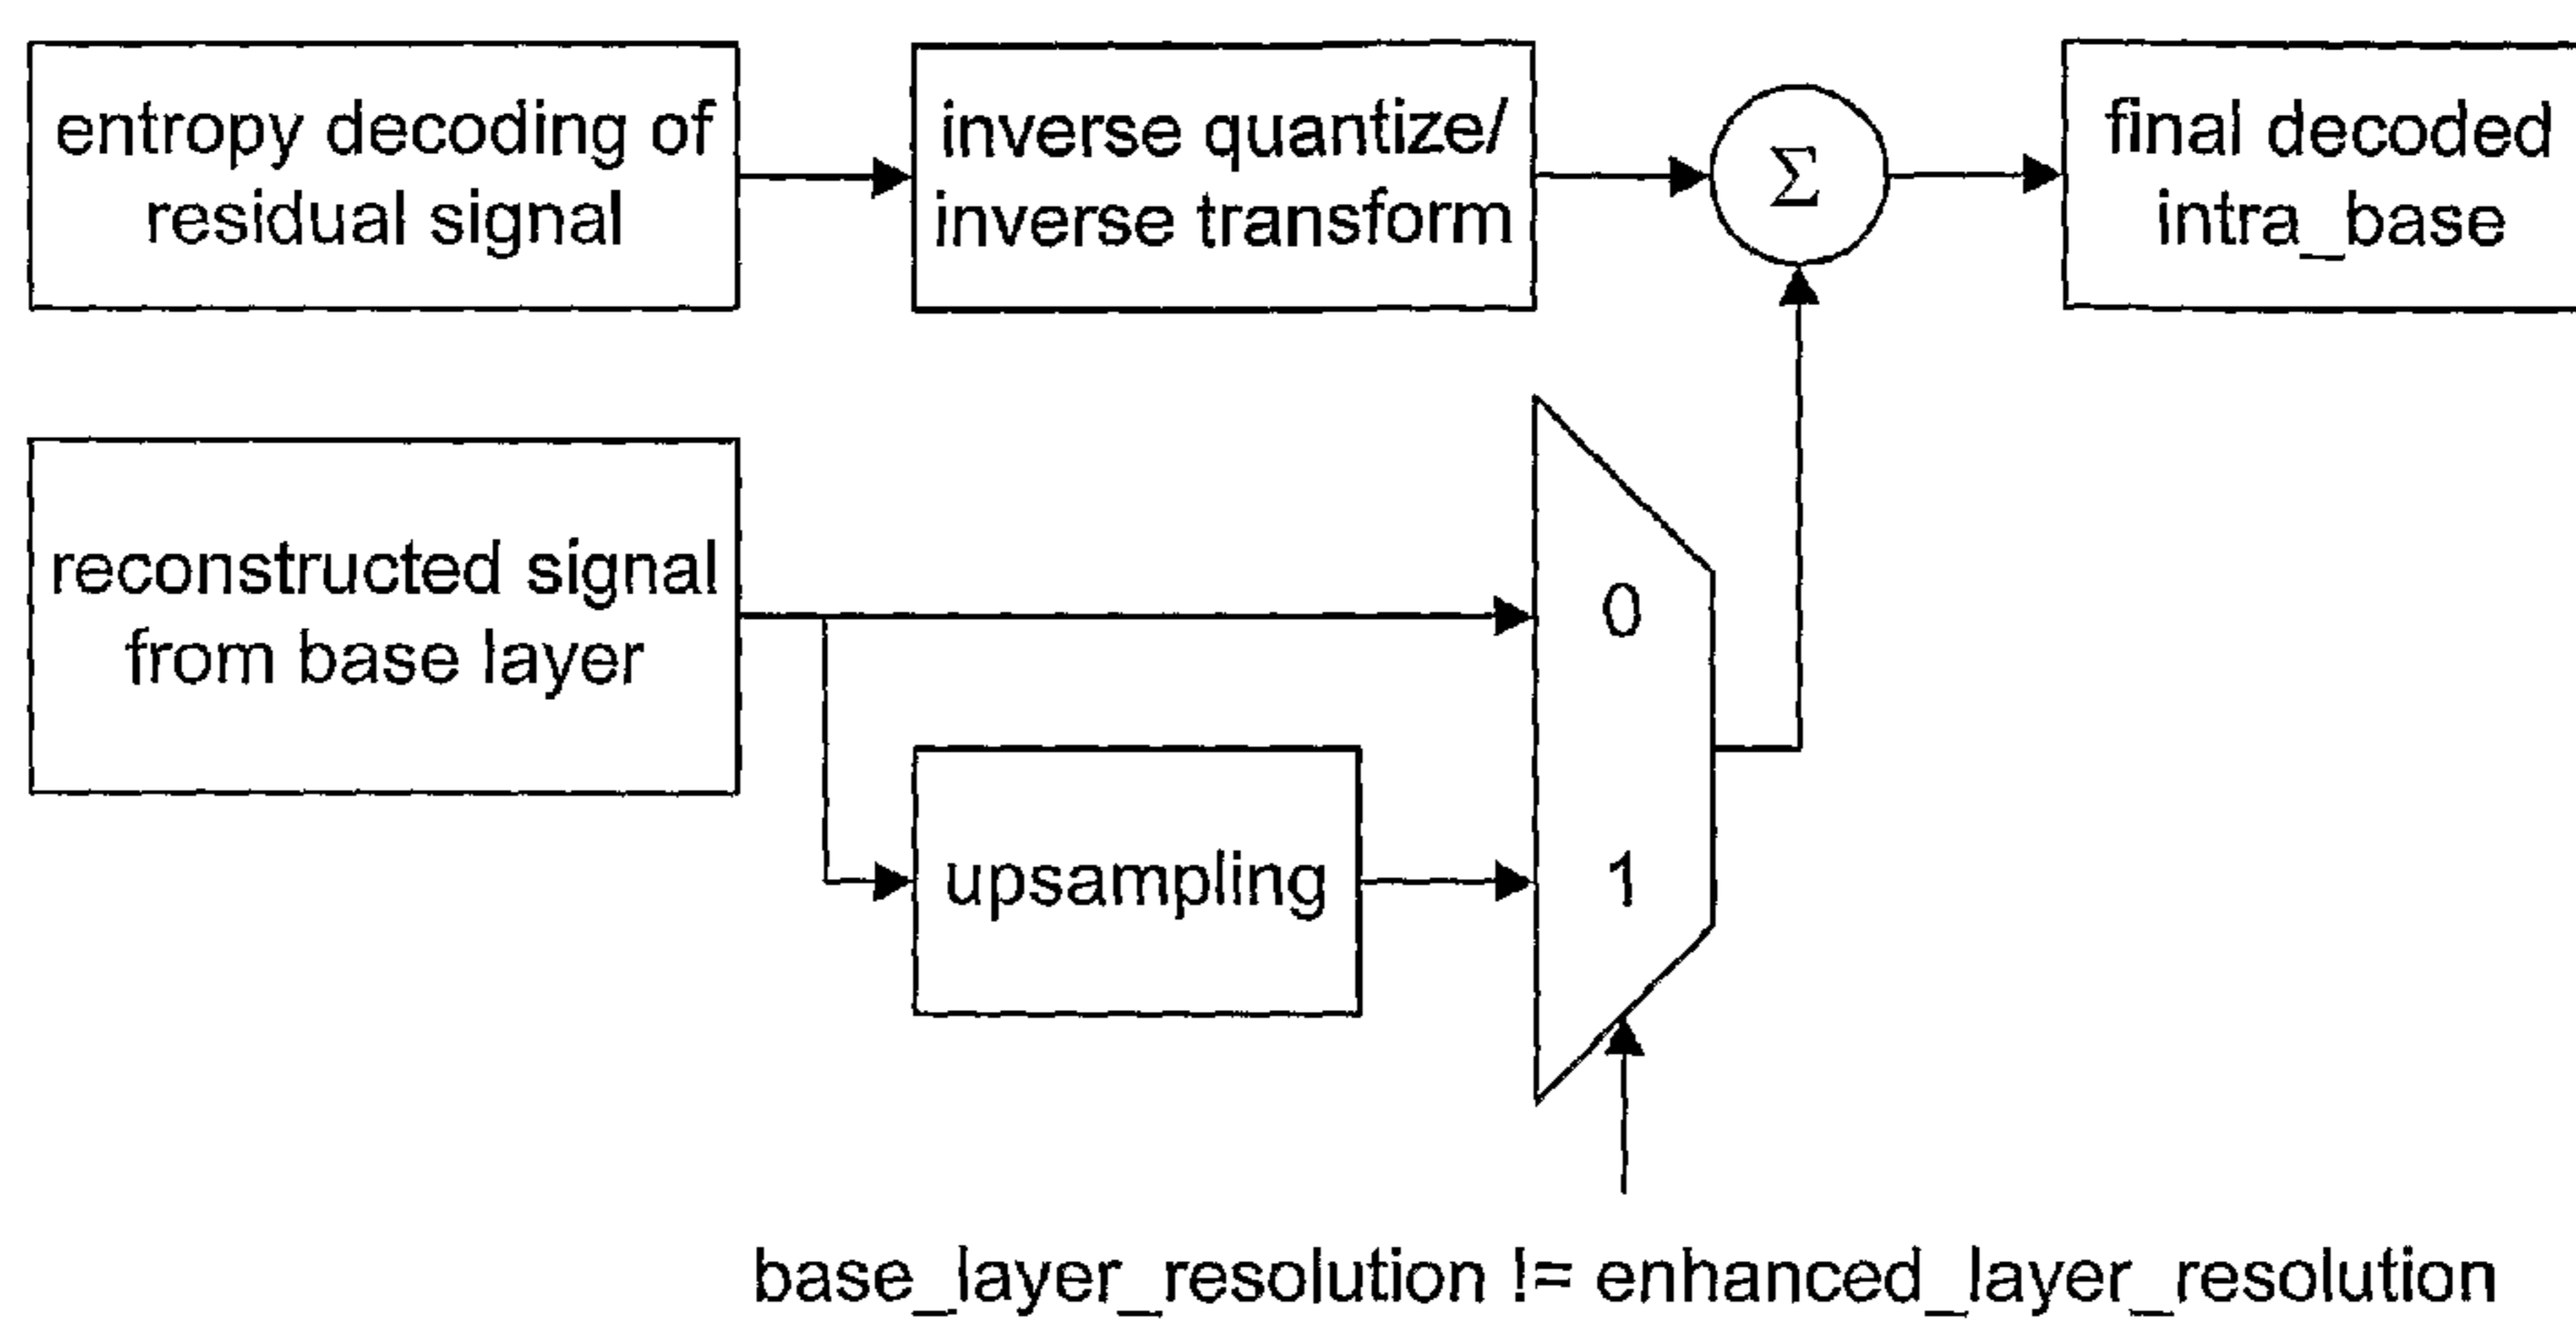 entropy decoding of
residual signal
inverse quantize/
inverse transform
Σ
final decoded
intra_base
reconstructed signal
from base layer
0
upsampling
1
base_layer_resolution != enhanced_layer_resolution